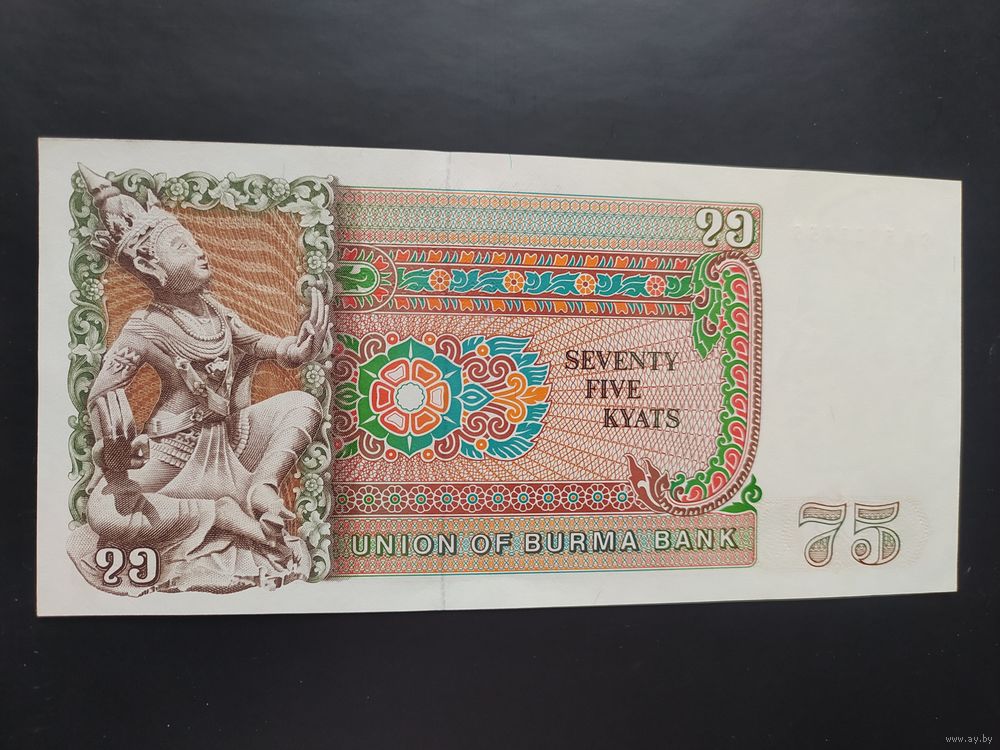 ၇၅
SEVENTY
FIVE
KYATS
75
UNION OF BURMA BANK
၇၅
www.ay.by